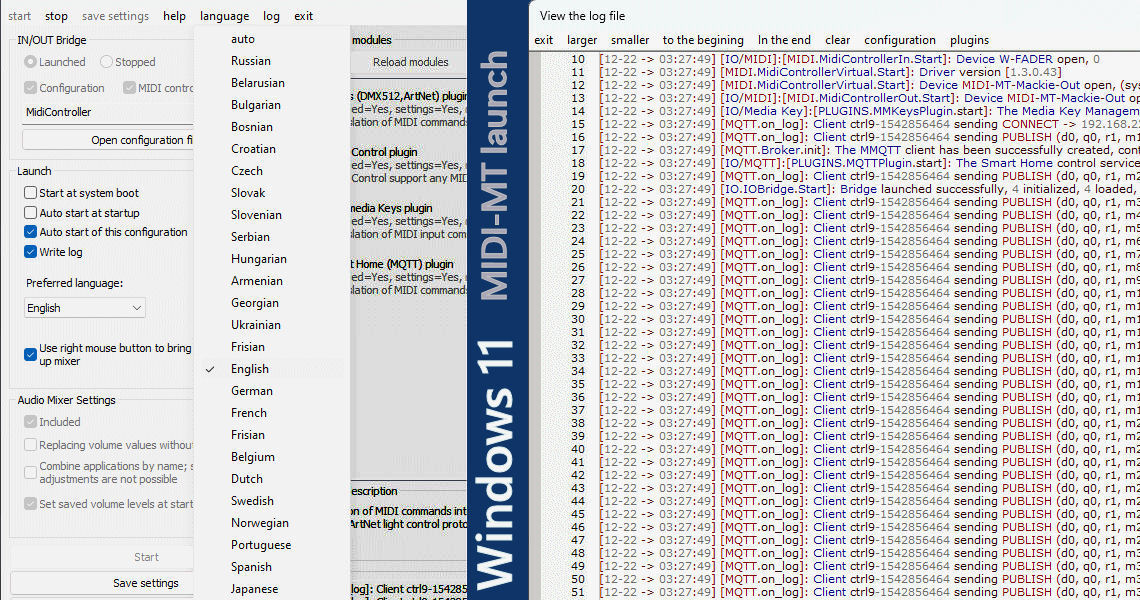 start stop save settings help language log exit
IN/OUT Bridge
Launched Stopped
Configuration MIDI contro
MidiController
Open configuration fi
Launch
Start at system boot
Auto start at startup
Auto start of this configuration
Write log
Preferred language:
English
Use right mouse button to bring
up mixer
Audio Mixer Settings
Included
Replacing volume values withou
Combine applications by name; s
adjustments are not possible
Set saved volume levels at start
Start
Save settings
auto
Russian
Belarusian
Bulgarian
Bosnian
Croatian
Czech
Slovak
Slovenian
Serbian
Hungarian
Armenian
Georgian
Ukrainian
Frisian
English
German
French
Frisian
Belgium
Dutch
Swedish
Norwegian
Portuguese
Spanish
Japanese
modules
Reload modules
s (DMX512,ArtNet) plugin
ed=Yes, settings=Yes,
lation of MIDI commands
Control plugin
ed=Yes, settings=Yes,
Control support any MID
media Keys plugin
ed=Yes, settings=Yes,
lation of MIDI input com
t Home (MQTT) plugin
ed=Yes, settings=Yes,
lation of MIDI commands
escription
on of MIDI commands int
ArtNet light control proto
log]: Client ctrl9-154285
Windows 11 MIDI-MT launch
View the log file
exit larger smaller to the begining In the end clear configuration plugins
10 [12-22 -> 03:27:49] [IO/MIDI]:[MIDI.MidiControllerIn.Start]: Device W-FADER open, 0
11 [12-22 -> 03:27:49] [MIDI.MidiControllerVirtual.Start]: Driver version [1.3.0.43]
12 [12-22 -> 03:27:49] [MIDI.MidiControllerVirtual.Start]: Device MIDI-MT-Mackie-Out open, (sys
13 [12-22 -> 03:27:49] [IO/MIDI]:[MIDI.MidiControllerOut.Start]: Device MIDI-MT-Mackie-Out op
14 [12-22 -> 03:27:49] [IO/Media Key]:[PLUGINS.MMKeysPlugin.start]: The Media Key Managem
15 [12-22 -> 03:27:49] [MQTT.on_log]: Client ctrl9-1542856464 sending CONNECT -> 192.168.2
16 [12-22 -> 03:27:49] [MQTT.on_log]: Client ctrl9-1542856464 sending PUBLISH (d0, q0, r1, m1
17 [12-22 -> 03:27:49] [MQTT.Broker.init]: The MMQTT client has been successfully created, cont
18 [12-22 -> 03:27:49] [IO/MQTT]:[PLUGINS.MQTTPlugin.start]: The Smart Home control service
19 [12-22 -> 03:27:49] [MQTT.on_log]: Client ctrl9-1542856464 sending PUBLISH (d0, q0, r1, m2
20 [12-22 -> 03:27:49] [IO.IOBridge.Start]: Bridge launched successfully, 4 initialized, 4 loaded,
21 [12-22 -> 03:27:49] [MQTT.on_log]: Client ctrl9-1542856464 sending PUBLISH (d0, q0, r1, m3
22 [12-22 -> 03:27:49] [MQTT.on_log]: Client ctrl9-1542856464 sending PUBLISH (d0, q0, r1, m4
23 [12-22 -> 03:27:49] [MQTT.on_log]: Client ctrl9-1542856464 sending PUBLISH (d0, q0, r1, m5
24 [12-22 -> 03:27:49] [MQTT.on_log]: Client ctrl9-1542856464 sending PUBLISH (d0, q0, r1, m6
25 [12-22 -> 03:27:49] [MQTT.on_log]: Client ctrl9-1542856464 sending PUBLISH (d0, q0, r1, m7
26 [12-22 -> 03:27:49] [MQTT.on_log]: Client ctrl9-1542856464 sending PUBLISH (d0, q0, r1, m8
27 [12-22 -> 03:27:49] [MQTT.on_log]: Client ctrl9-1542856464 sending PUBLISH (d0, q0, r1, m9
28 [12-22 -> 03:27:49] [MQTT.on_log]: Client ctrl9-1542856464 sending PUBLISH (d0, q0, r1, m1
29 [12-22 -> 03:27:49] [MQTT.on_log]: Client ctrl9-1542856464 sending PUBLISH (d0, q0, r1, m1
30 [12-22 -> 03:27:49] [MQTT.on_log]: Client ctrl9-1542856464 sending PUBLISH (d0, q0, r1, m1
31 [12-22 -> 03:27:49] [MQTT.on_log]: Client ctrl9-1542856464 sending PUBLISH (d0, q0, r1, m1
32 [12-22 -> 03:27:49] [MQTT.on_log]: Client ctrl9-1542856464 sending PUBLISH (d0, q0, r1, m1
33 [12-22 -> 03:27:49] [MQTT.on_log]: Client ctrl9-1542856464 sending PUBLISH (d0, q0, r1, m1
34 [12-22 -> 03:27:49] [MQTT.on_log]: Client ctrl9-1542856464 sending PUBLISH (d0, q0, r1, m1
35 [12-22 -> 03:27:49] [MQTT.on_log]: Client ctrl9-1542856464 sending PUBLISH (d0, q0, r1, m1
36 [12-22 -> 03:27:49] [MQTT.on_log]: Client ctrl9-1542856464 sending PUBLISH (d0, q0, r1, m1
37 [12-22 -> 03:27:49] [MQTT.on_log]: Client ctrl9-1542856464 sending PUBLISH (d0, q0, r1, m1
38 [12-22 -> 03:27:49] [MQTT.on_log]: Client ctrl9-1542856464 sending PUBLISH (d0, q0, r1, m2
39 [12-22 -> 03:27:49] [MQTT.on_log]: Client ctrl9-1542856464 sending PUBLISH (d0, q0, r1, m2
40 [12-22 -> 03:27:49] [MQTT.on_log]: Client ctrl9-1542856464 sending PUBLISH (d0, q0, r1, m2
41 [12-22 -> 03:27:49] [MQTT.on_log]: Client ctrl9-1542856464 sending PUBLISH (d0, q0, r1, m2
42 [12-22 -> 03:27:49] [MQTT.on_log]: Client ctrl9-1542856464 sending PUBLISH (d0, q0, r1, m2
43 [12-22 -> 03:27:49] [MQTT.on_log]: Client ctrl9-1542856464 sending PUBLISH (d0, q0, r1, m2
44 [12-22 -> 03:27:49] [MQTT.on_log]: Client ctrl9-1542856464 sending PUBLISH (d0, q0, r1, m2
45 [12-22 -> 03:27:49] [MQTT.on_log]: Client ctrl9-1542856464 sending PUBLISH (d0, q0, r1, m2
46 [12-22 -> 03:27:49] [MQTT.on_log]: Client ctrl9-1542856464 sending PUBLISH (d0, q0, r1, m2
47 [12-22 -> 03:27:49] [MQTT.on_log]: Client ctrl9-1542856464 sending PUBLISH (d0, q0, r1, m2
48 [12-22 -> 03:27:49] [MQTT.on_log]: Client ctrl9-1542856464 sending PUBLISH (d0, q0, r1, m3
49 [12-22 -> 03:27:49] [MQTT.on_log]: Client ctrl9-1542856464 sending PUBLISH (d0, q0, r1, m3
50 [12-22 -> 03:27:49] [MQTT.on_log]: Client ctrl9-1542856464 sending PUBLISH (d0, q0, r1, m3
51 [12-22 -> 03:27:49] [MQTT.on_log]: Client ctrl9-1542856464 sending PUBLISH (d0, q0, r1, m3